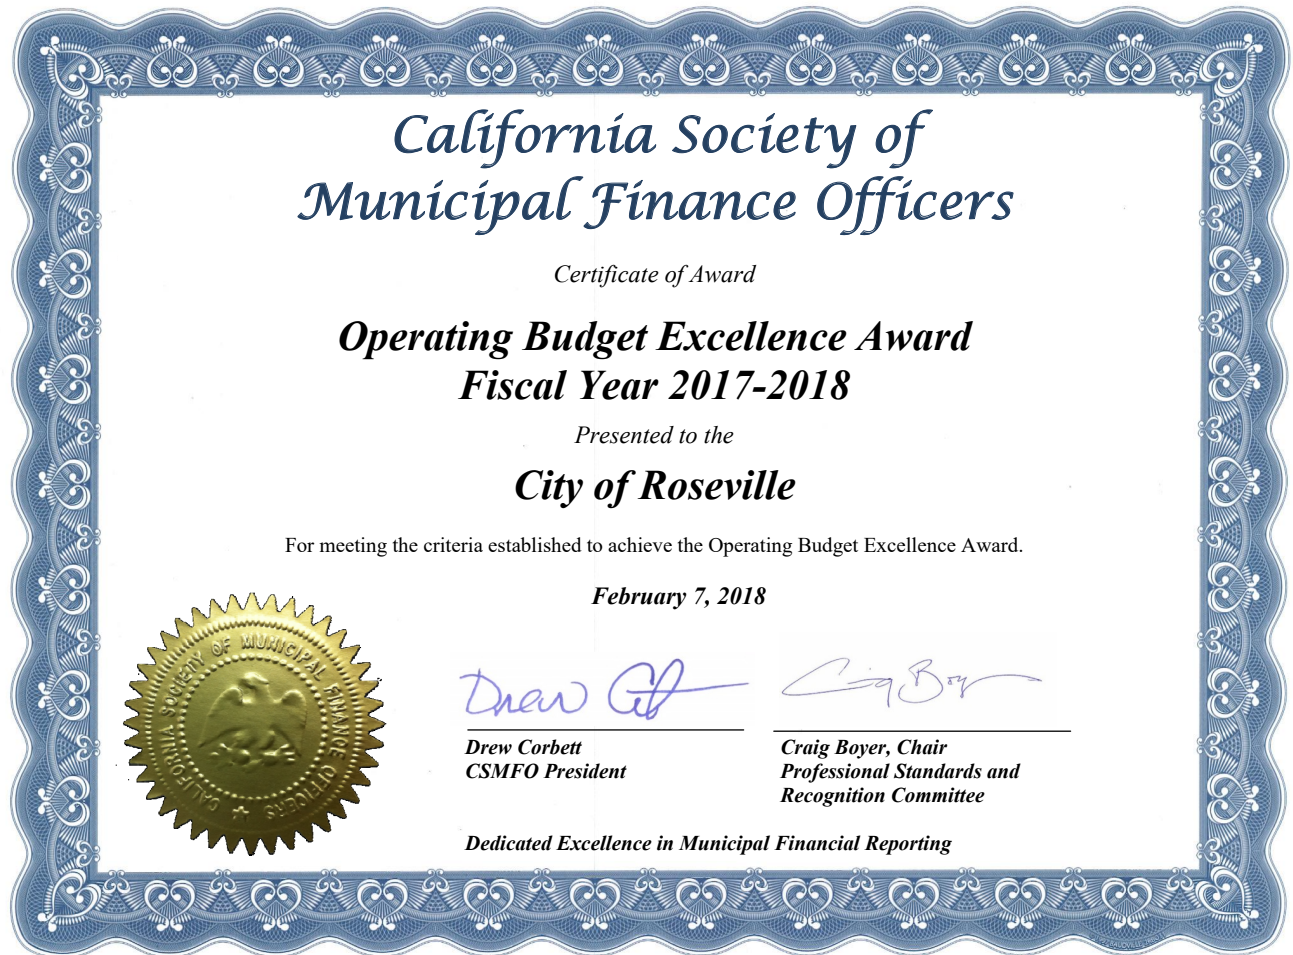 California Society of
Municipal Finance Officers
Certificate of Award
Operating Budget Excellence Award
Fiscal Year 2017-2018
Presented to the
City of Roseville
For meeting the criteria established to achieve the Operating Budget Excellence Award.
February 7, 2018
CALIFORNIA SOCIETY OF MUNICIPAL FINANCE OFFICERS
Drew Corbett
CSMFO President
Craig Boyer, Chair
Professional Standards and
Recognition Committee
Dedicated Excellence in Municipal Financial Reporting